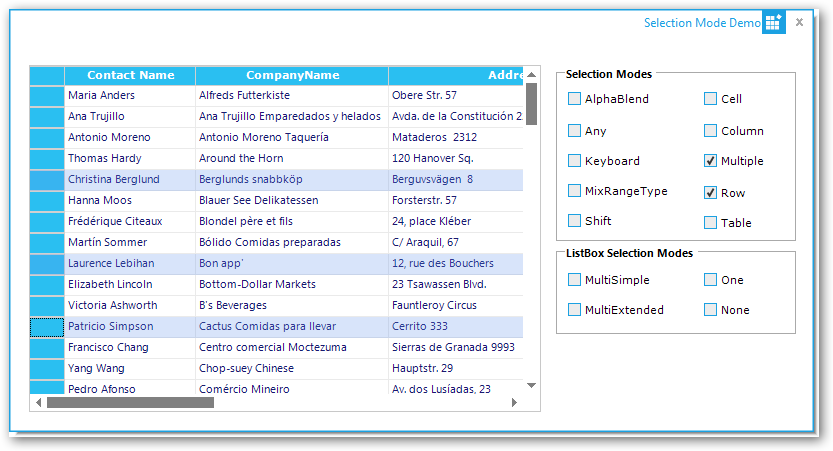 Selection Mode Demo
Contact Name CompanyName Addre
Maria Anders Alfreds Futterkiste Obere Str. 57
Ana Trujillo Ana Trujillo Emparedados y helados Avda. de la Constitución 2
Antonio Moreno Antonio Moreno Taquería Mataderos 2312
Thomas Hardy Around the Horn 120 Hanover Sq.
Christina Berglund Berglunds snabbköp Berguvsvägen 8
Hanna Moos Blauer See Delikatessen Forsterstr. 57
Frédérique Citeaux Blondel père et fils 24, place Kléber
Martín Sommer Bólido Comidas preparadas C/ Araquil, 67
Laurence Lebihan Bon app' 12, rue des Bouchers
Elizabeth Lincoln Bottom-Dollar Markets 23 Tsawassen Blvd.
Victoria Ashworth B's Beverages Fauntleroy Circus
Patricio Simpson Cactus Comidas para llevar Cerrito 333
Francisco Chang Centro comercial Moctezuma Sierras de Granada 9993
Yang Wang Chop-suey Chinese Hauptstr. 29
Pedro Afonso Comércio Mineiro Av. dos Lusíadas, 23
Selection Modes
AlphaBlend Cell
Any Column
Keyboard Multiple
MixRangeType Row
Shift Table
ListBox Selection Modes
MultiSimple One
MultiExtended None